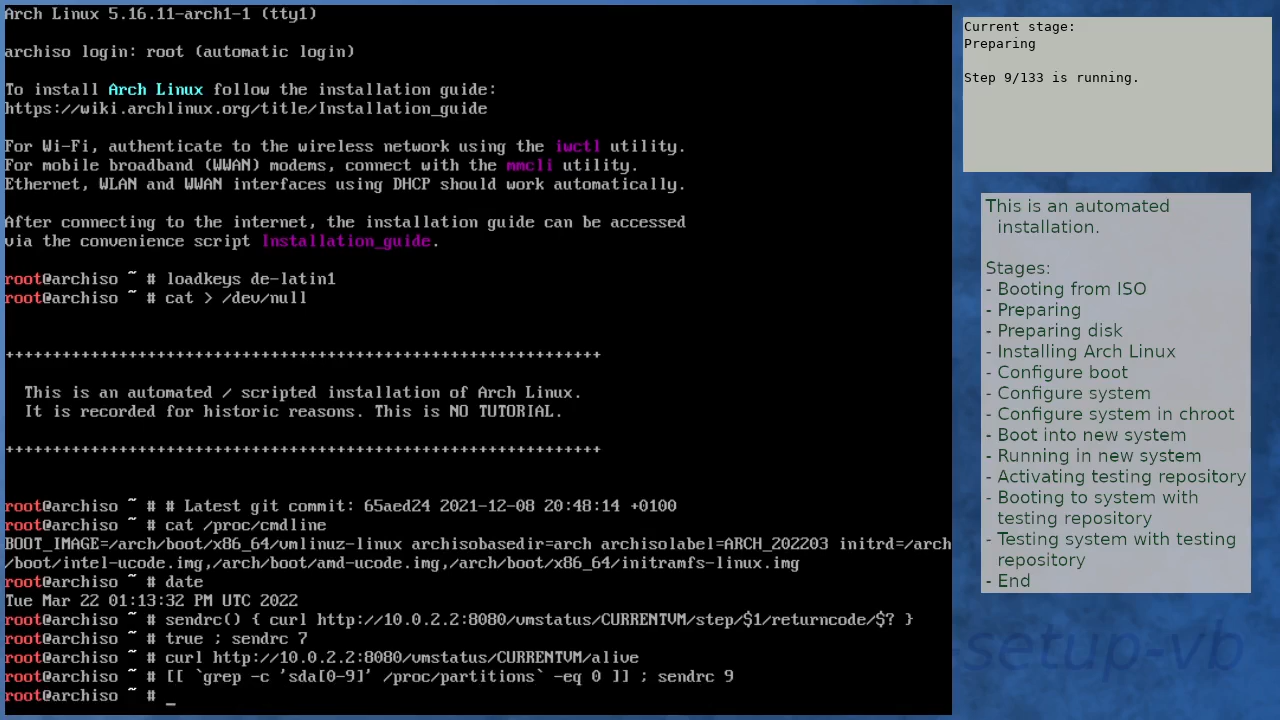 Arch Linux 5.16.11-arch1-1 (tty1)
archiso login: root (automatic login)
To install Arch Linux follow the installation guide:
https://wiki.archlinux.org/title/Installation_guide
For Wi-Fi, authenticate to the wireless network using the iwctl utility.
For mobile broadband (WWAN) modems, connect with the mmcli utility.
Ethernet, WLAN and WWAN interfaces using DHCP should work automatically.
After connecting to the internet, the installation guide can be accessed
via the convenience script Installation_guide.
root@archiso ~ # loadkeys de-latin1
root@archiso ~ # cat > /dev/null
+++++++++++++++++++++++++++++++++++++++++++++++++++++++++++++++
This is an automated / scripted installation of Arch Linux.
It is recorded for historic reasons. This is NO TUTORIAL.
+++++++++++++++++++++++++++++++++++++++++++++++++++++++++++++++
root@archiso ~ # # Latest git commit: 65aed24 2021-12-08 20:48:14 +0100
root@archiso ~ # cat /proc/cmdline
BOOT_IMAGE=/arch/boot/x86_64/vmlinuz-linux archisobasedir=arch archisolabel=ARCH_202203 initrd=/arch
/boot/intel-ucode.img,/arch/boot/amd-ucode.img,/arch/boot/x86_64/initramfs-linux.img
root@archiso ~ # date
Tue Mar 22 01:13:32 PM UTC 2022
root@archiso ~ # sendrc() { curl http://10.0.2.2:8080/vmstatus/CURRENTVM/step/$1/returncode/$? }
root@archiso ~ # true ; sendrc 7
root@archiso ~ # curl http://10.0.2.2:8080/vmstatus/CURRENTVM/alive
root@archiso ~ # [[ `grep -c 'sda[0-9]' /proc/partitions` -eq 0 ]] ; sendrc 9
root@archiso ~ # _
Current stage:
Preparing
Step 9/133 is running.
This is an automated
installation.
Stages:
- Booting from ISO
- Preparing
- Preparing disk
- Installing Arch Linux
- Configure boot
- Configure system
- Configure system in chroot
- Boot into new system
- Running in new system
- Activating testing repository
- Booting to system with
testing repository
- Testing system with testing
repository
- End
-setup-vb